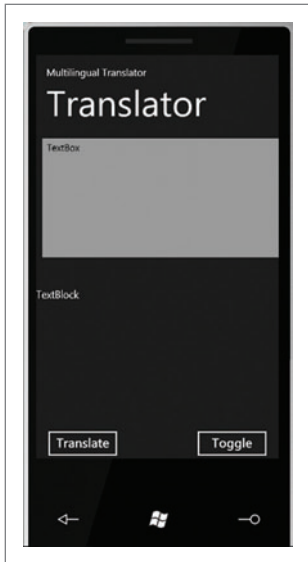 Multilingual Translator
Translator
TextBox
TextBlock
Translate Toggle